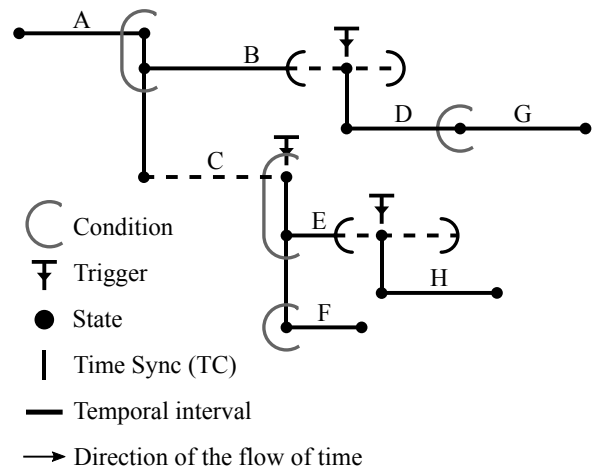 A
B
D
G
C
E
H
F
Condition
Trigger
State
Time Sync (TC)
Temporal interval
Direction of the flow of time